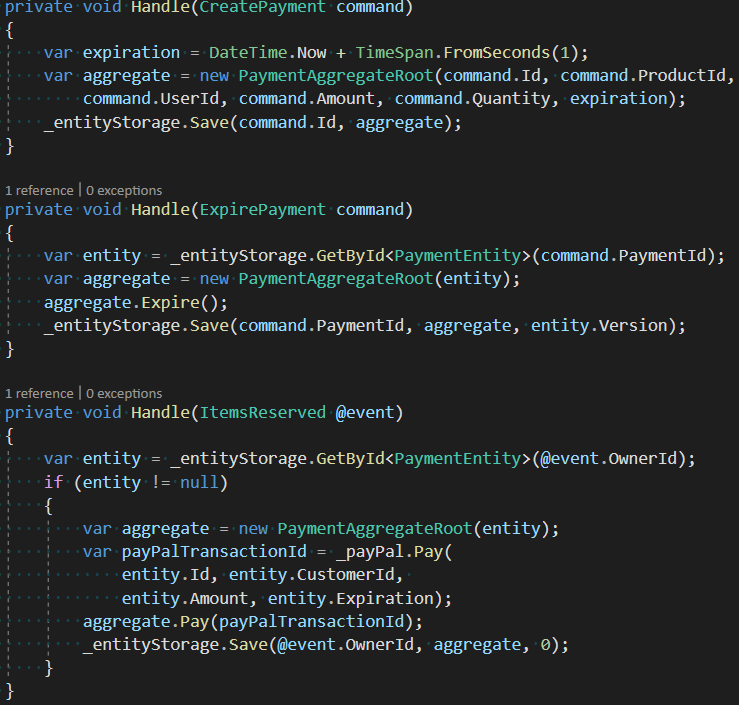 private void Handle(CreatePayment command)
{
    var expiration = DateTime.Now + TimeSpan.FromSeconds(1);
    var aggregate = new PaymentAggregateRoot(command.Id, command.ProductId,
        command.UserId, command.Amount, command.Quantity, expiration);
    _entityStorage.Save(command.Id, aggregate);
}
1 reference | 0 exceptions
private void Handle(ExpirePayment command)
{
    var entity = _entityStorage.GetById<PaymentEntity>(command.PaymentId);
    var aggregate = new PaymentAggregateRoot(entity);
    aggregate.Expire();
    _entityStorage.Save(command.PaymentId, aggregate, entity.Version);
}
1 reference | 0 exceptions
private void Handle(ItemsReserved @event)
{
    var entity = _entityStorage.GetById<PaymentEntity>(@event.OwnerId);
    if (entity != null)
    {
        var aggregate = new PaymentAggregateRoot(entity);
        var payPalTransactionId = _payPal.Pay(
            entity.Id, entity.CustomerId,
            entity.Amount, entity.Expiration);
        aggregate.Pay(payPalTransactionId);
        _entityStorage.Save(@event.OwnerId, aggregate, 0);
    }
}